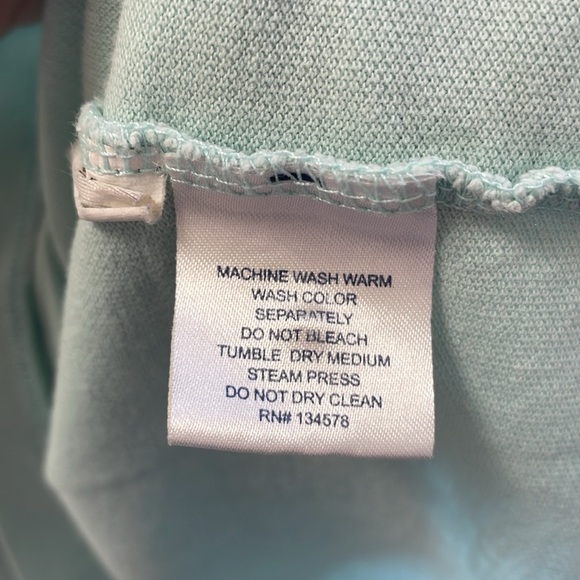 MACHINE WASH WARM
WASH COLOR
SEPARATELY
DO NOT BLEACH
TUMBLE DRY MEDIUM
STEAM PRESS
DO NOT DRY CLEAN
RN# 134578